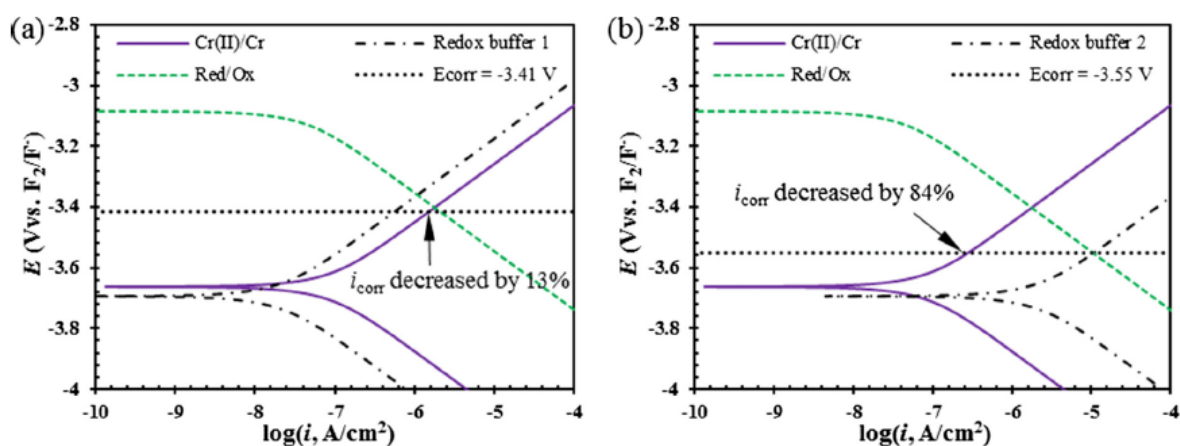 (a)
Cr(II)/Cr
Redox buffer 1
Red/Ox
Ecorr = -3.41 V
-2.8
-3
-3.2
-3.4
-3.6
-3.8
-4
E (Vvs. F2/F-)
icorr decreased by 13%
-10
-9
-8
-7
-6
-5
-4
log(i, A/cm2)
(b)
Cr(II)/Cr
Redox buffer 2
Red/Ox
Ecorr = -3.55 V
-2.8
-3
-3.2
-3.4
-3.6
-3.8
-4
E (Vvs. F2/F-)
icorr decreased by 84%
-10
-9
-8
-7
-6
-5
-4
log(i, A/cm2)